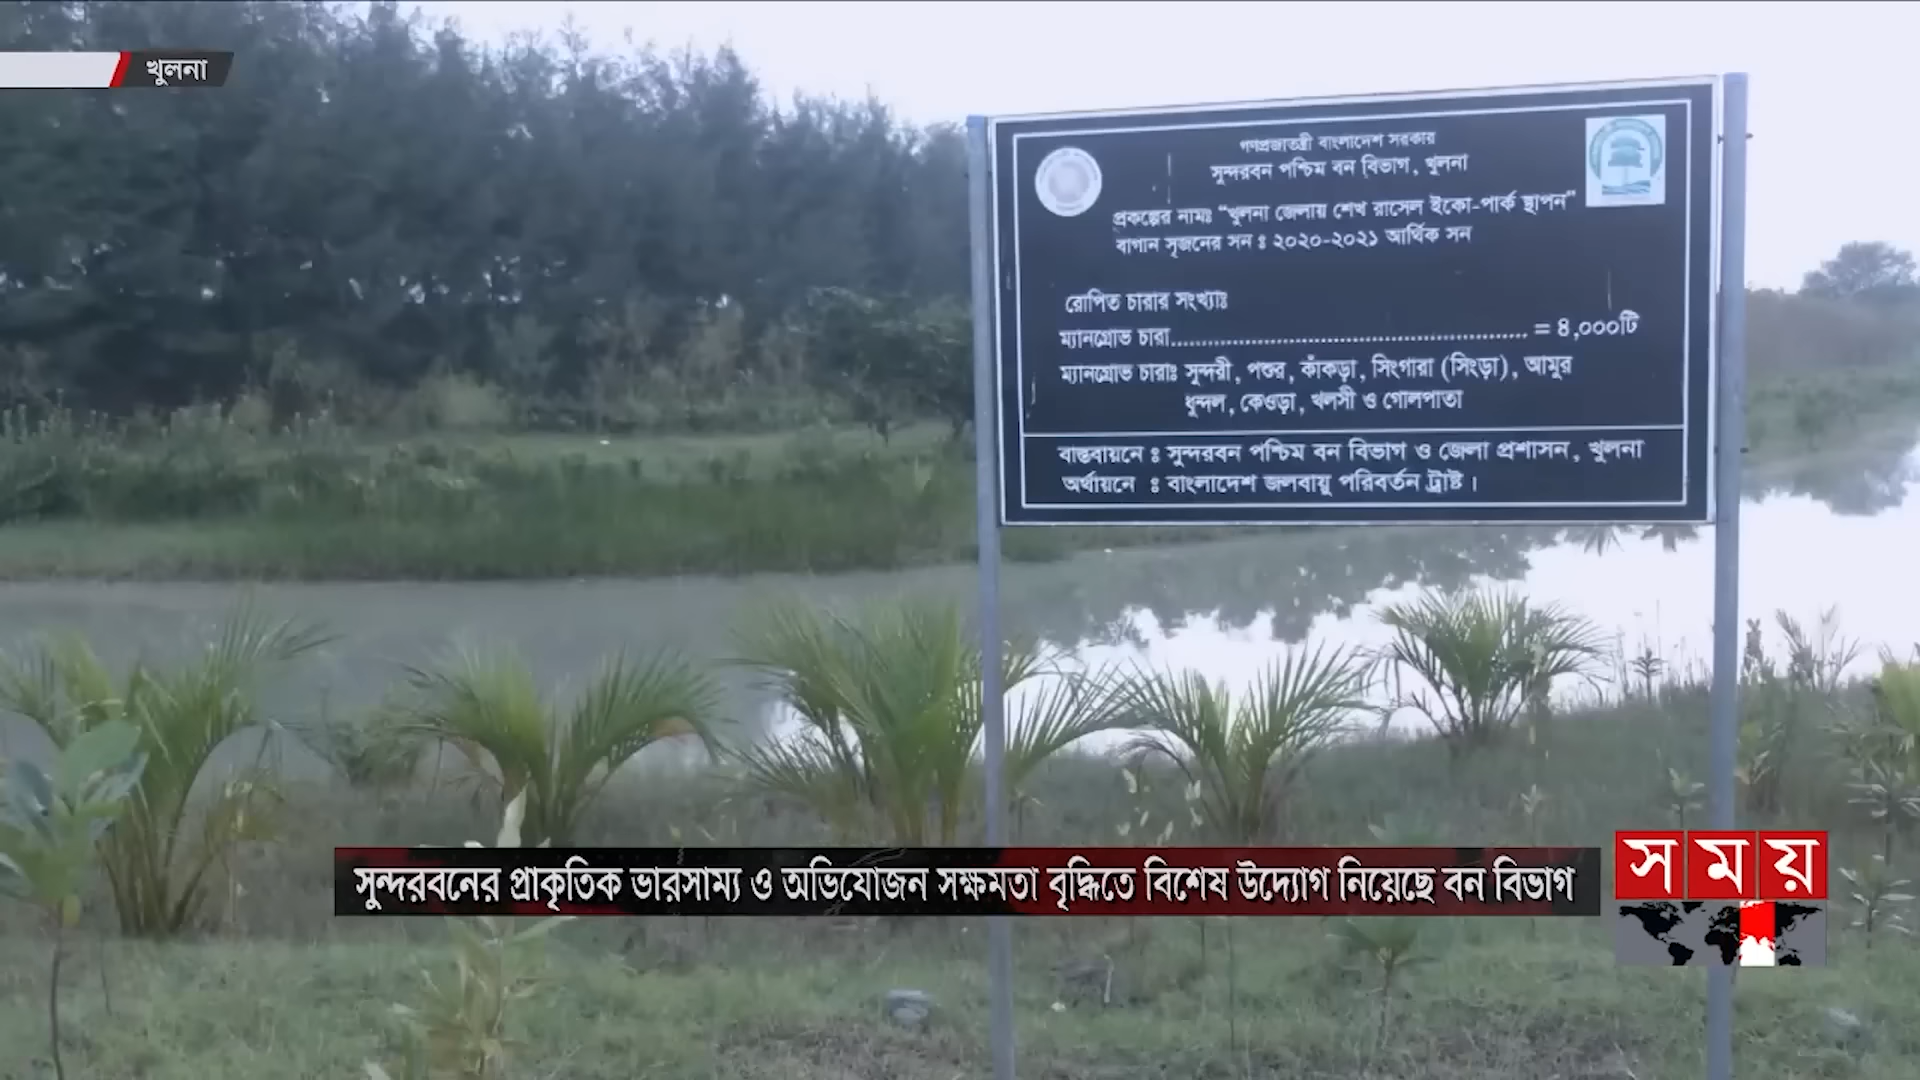 খুলনা
গণপ্রজাতন্ত্রী বাংলাদেশ সরকার
সুন্দরবন পশ্চিম বন বিভাগ, খুলনা
প্রকল্পের নামঃ “খুলনা জেলায় শেখ রাসেল ইকো-পার্ক স্থাপন”
বাগান সৃজনের সন ঃ ২০২০-২০২১ আর্থিক সন
রোপিত চারার সংখ্যাঃ
ম্যানগ্রোভ চারা............................................................ = ৪,০০০টি
ম্যানগ্রোভ চারাঃ সুন্দরী, পশুর, কাঁকড়া, সিংগারা (সিংড়া), আমুর
ধুন্দল, কেওড়া, খলসী ও গোলপাতা
বাস্তবায়নে ঃ সুন্দরবন পশ্চিম বন বিভাগ ও জেলা প্রশাসন, খুলনা
অর্থায়নে ঃ বাংলাদেশ জলবায়ু পরিবর্তন ট্রাষ্ট।
সুন্দরবনের প্রাকৃতিক ভারসাম্য ও অভিযোজন সক্ষমতা বৃদ্ধিতে বিশেষ উদ্যোগ নিয়েছে বন বিভাগ
সময়